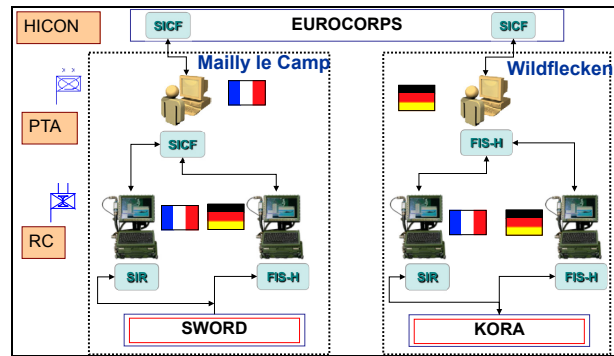 HICON
SICF
EUROCORPS
SICF
Mailly le Camp
Wildflecken
PTA
SICF
FIS-H
RC
SIR
FIS-H
SIR
FIS-H
SWORD
KORA